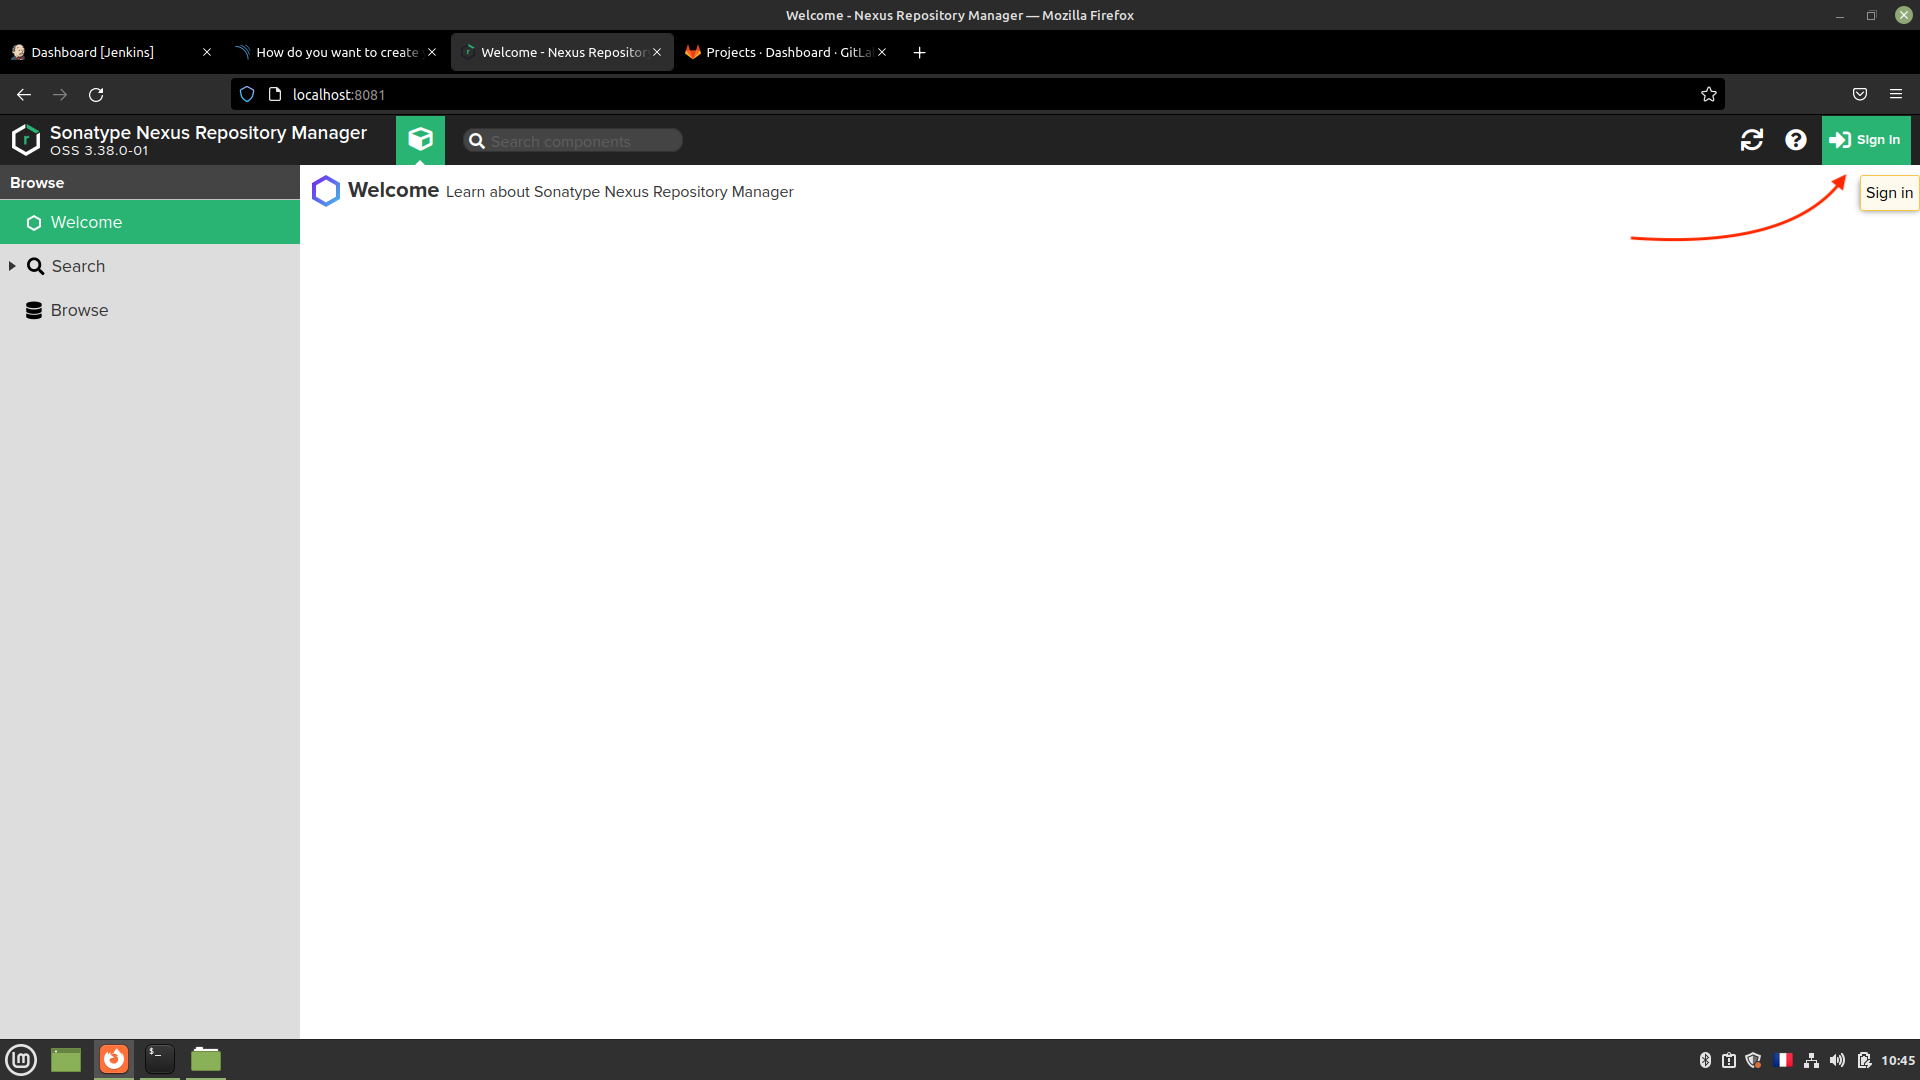 Welcome - Nexus Repository Manager — Mozilla Firefox
Dashboard [Jenkins]
How do you want to create
Welcome - Nexus Repositor
Projects · Dashboard · GitLa
localhost:8081
Sonatype Nexus Repository Manager
OSS 3.38.0-01
Search components
Sign in
Browse
Welcome Learn about Sonatype Nexus Repository Manager
Sign in
Welcome
Search
Browse
$_
10:45